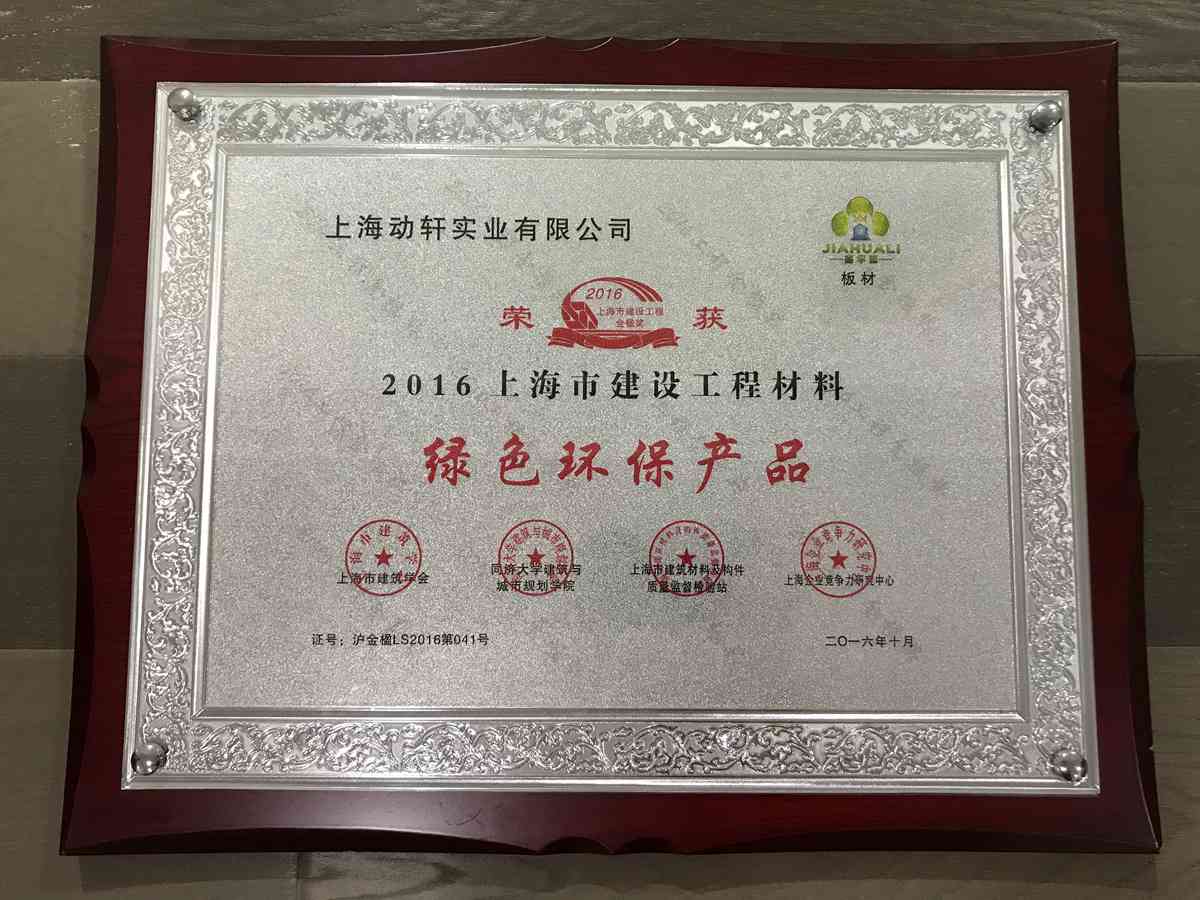 上海动轩实业有限公司
JIAHUALI
板材
荣
2016
上海市建设工程
金楹奖
获
2016 上海市建设工程材料
绿色环保产品
上海市建筑学会
同济大学建筑与
城市规划学院
上海市建筑材料及构件
质量监督检验站
上海企业竞争力研究中心
证号：沪金楹LS2016第041号
二〇一六年十月